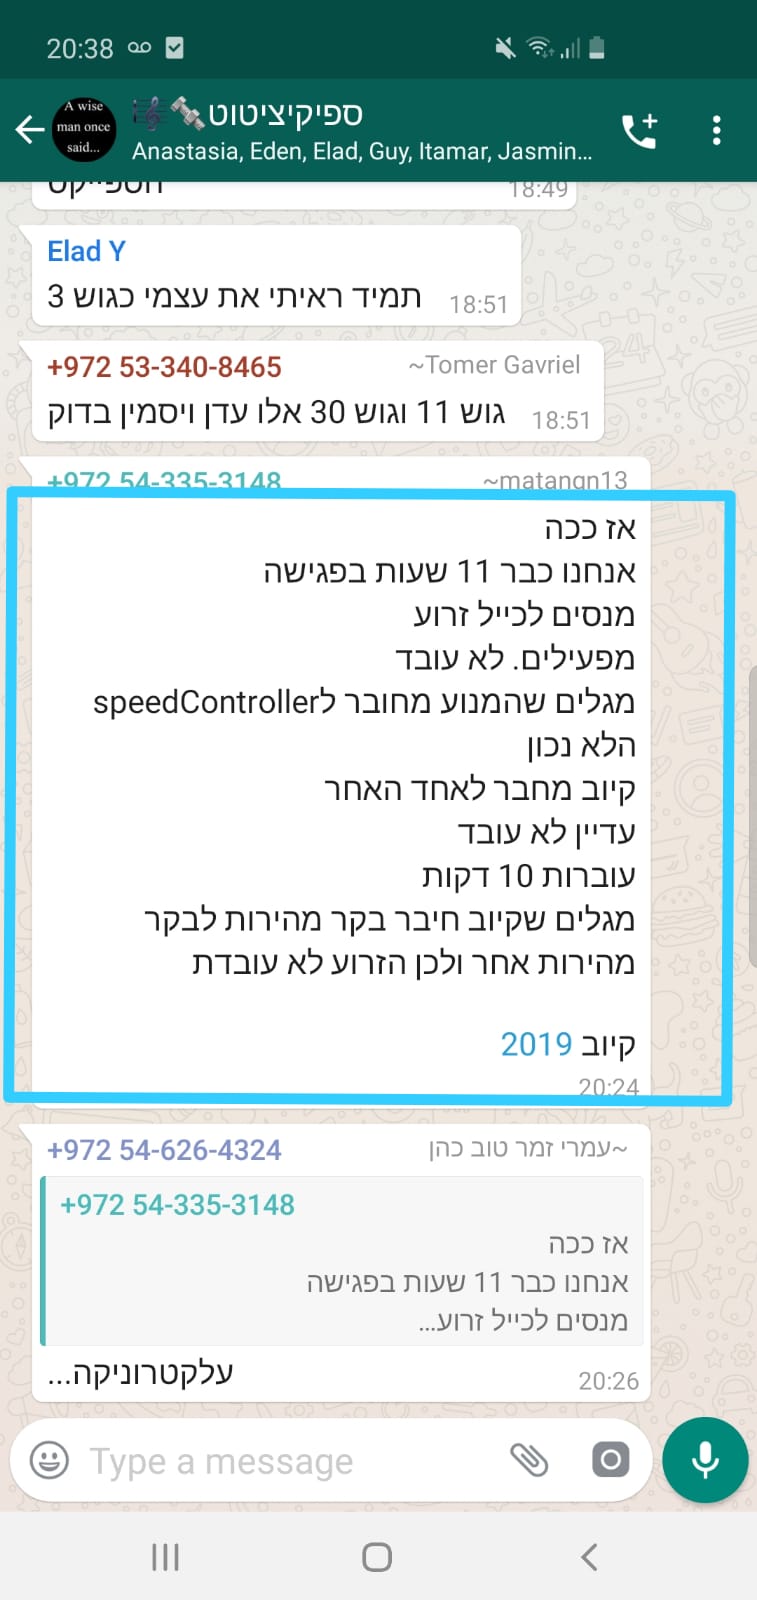 20:38
A wise
man once
said...
ספיקיציטוט
Anastasia, Eden, Elad, Guy, Itamar, Jasmin...
הספייקס
18:49
Elad Y
תמיד ראיתי את עצמי כגוש 3
18:51
+972 53-340-8465 ~Tomer Gavriel
גוש 11 וגוש 30 אלו עדן ויסמין בדוק
18:51
+972 54-335-3148 ~matangn13
אז ככה
אנחנו כבר 11 שעות בפגישה
מנסים לכייל זרוע
מפעילים. לא עובד
מגלים שהמנוע מחובר לspeedController
הלא נכון
קיוב מחבר לאחד האחר
עדיין לא עובד
עוברות 10 דקות
מגלים שקיוב חיבר בקר מהירות לבקר
מהירות אחר ולכן הזרוע לא עובדת
קיוב 2019
20:24
+972 54-626-4324 ~עמרי זמר טוב כהן
+972 54-335-3148
אז ככה
אנחנו כבר 11 שעות בפגישה
מנסים לכייל זרוע...
עלקטרוניקה...
20:26
Type a message